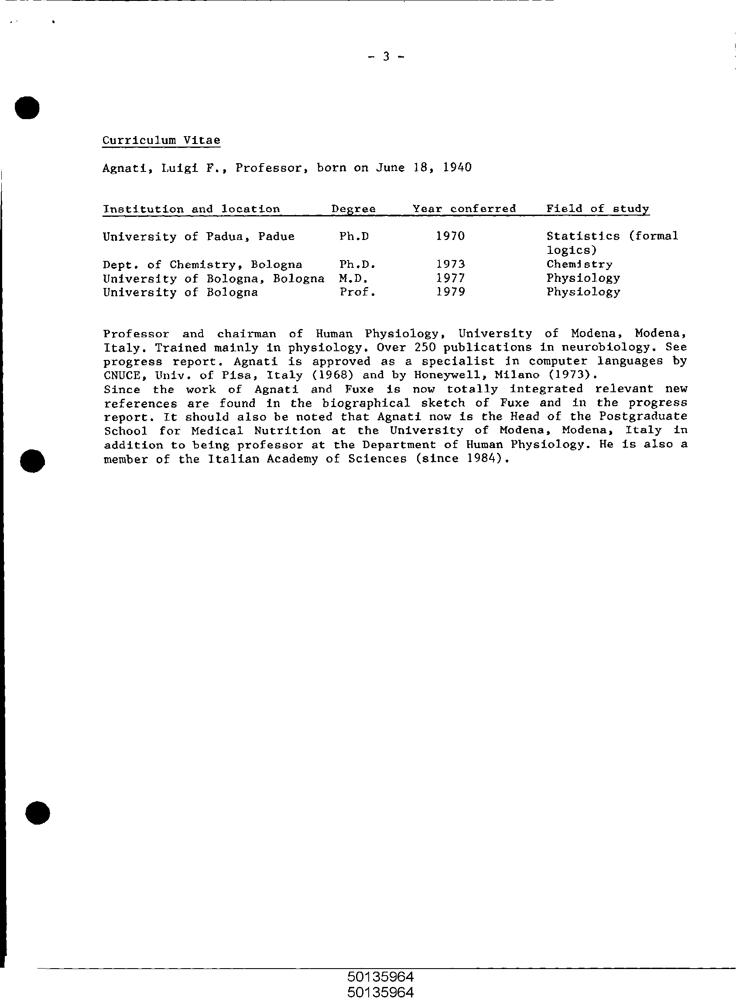 - 3 -
Curriculum Vitae
Agnati, Luigi F., Professor, born on June 18, 1940
Institution and location Degree Year conferred Field of study
University of Padua, Padue Ph.D 1970 Statistics (formal
logics)
Dept. of Chemistry, Bologna Ph.D. 1973 Chemistry
University of Bologna, Bologna M.D. 1977 Physiology
University of Bologna Prof. 1979 Physiology
Professor and chairman of Human Physiology, University of Modena, Modena,
Italy. Trained mainly in physiology. Over 250 publications in neurobiology. See
progress report. Agnati is approved as a specialist in computer languages by
CNUCE, Univ. of Pisa, Italy (1968) and by Honeywell, Milano (1973).
Since the work of Agnati and Fuxe is now totally integrated relevant new
references are found in the biographical sketch of Fuxe and in the progress
report. It should also be noted that Agnati now is the Head of the Postgraduate
School for Medical Nutrition at the University of Modena, Modena, Italy in
addition to being professor at the Department of Human Physiology. He is also a
member of the Italian Academy of Sciences (since 1984).
50135964
50135964